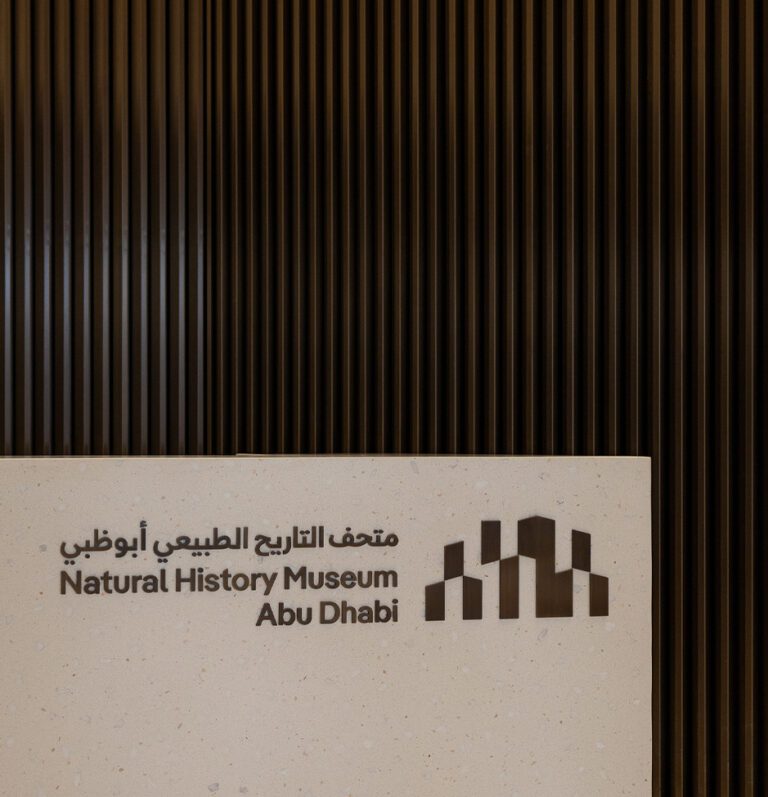 متحف التاريخ الطبيعي أبوظبي
Natural History Museum
Abu Dhabi